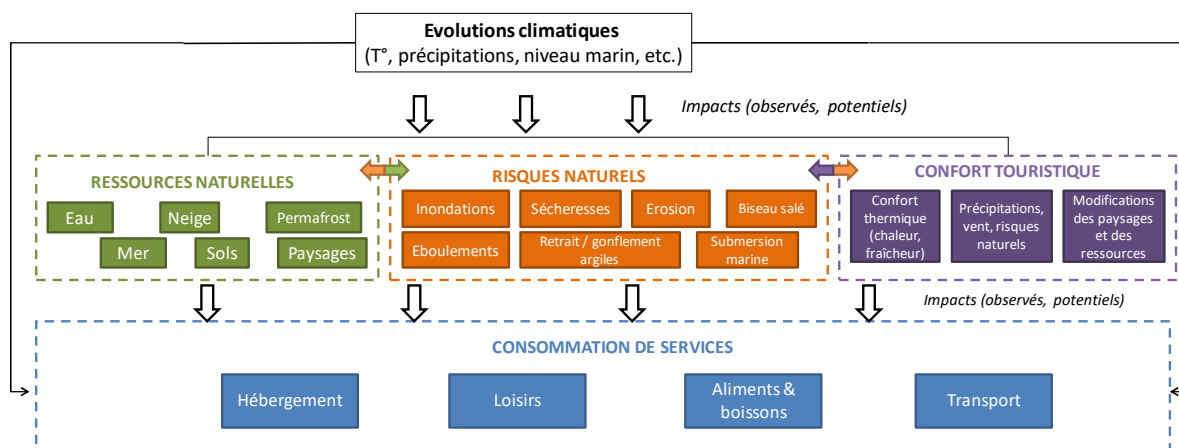 Evolutions climatiques
(T°, précipitations, niveau marin, etc.)
Impacts (observés, potentiels)
RESSOURCES NATURELLES
Eau
Neige
Permafrost
Mer
Sols
Paysages
RISQUES NATURELS
Inondations
Sécheresses
Erosion
Biseau salé
Eboulements
Retrait / gonflement
argiles
Submersion
marine
CONFORT TOURISTIQUE
Confort
thermique
(chaleur,
fraîcheur)
Précipitations,
vent, risques
naturels
Modifications
des paysages
et des
ressources
Impacts (observés, potentiels)
CONSOMMATION DE SERVICES
Hébergement
Loisirs
Aliments &
boissons
Transport